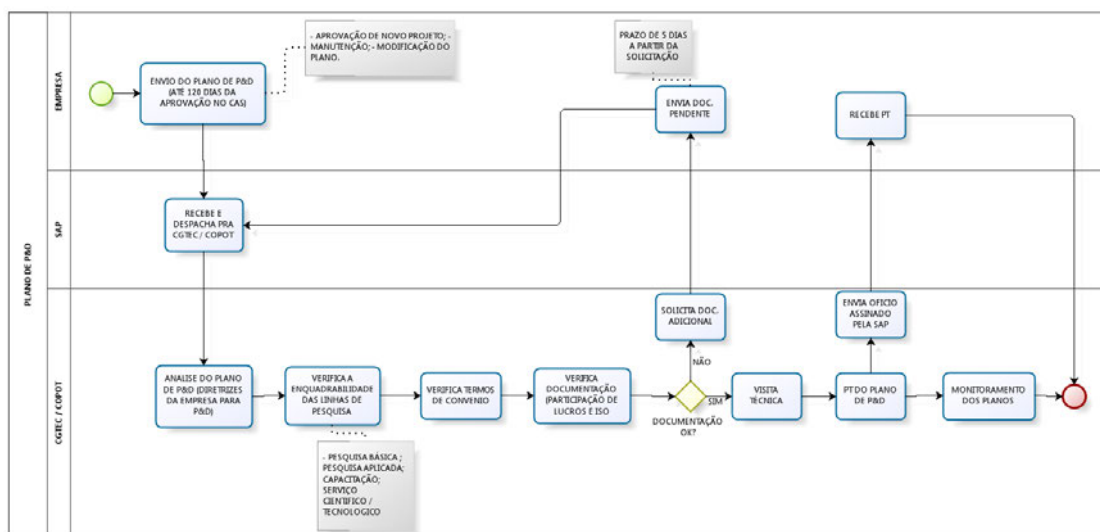 PLANO DE P&D
EMPRESA
SAP
CGTEC / COPOT
ENVIO DO PLANO DE P&D
(ATÉ 120 DIAS DA
APROVAÇÃO NO CAS)
- APROVAÇÃO DE NOVO PROJETO; -
MANUTENÇÃO; - MODIFICAÇÃO DO
PLANO.
PRAZO DE 5 DIAS
A PARTIR DA
SOLICITAÇÃO
ENVIA DOC.
PENDENTE
RECEBE PT
RECEBE E
DESPACHA PRA
CGTEC / COPOT
SOLICITA DOC.
ADICIONAL
ENVIA OFICIO
ASSINADO
PELA SAP
ANALISE DO PLANO
DE P&D (DIRETRIZES
DA EMPRESA PARA
P&D)
VERIFICA A
ENQUADRABILIDADE
DAS LINHAS DE
PESQUISA
VERIFICA TERMOS
DE CONVENIO
VERIFICA
DOCUMENTAÇÃO
(PARTICIPAÇÃO DE
LUCROS E ISO
NÃO
SIM
DOCUMENTAÇÃO
OK?
VISITA
TÉCNICA
PT DO PLANO
DE P&D
MONITORAMENTO
DOS PLANOS
- PESQUISA BÁSICA ;
PESQUISA APLICADA;
CAPACITAÇÃO;
SERVIÇO
CIENTIFICO /
TECNOLOGICO